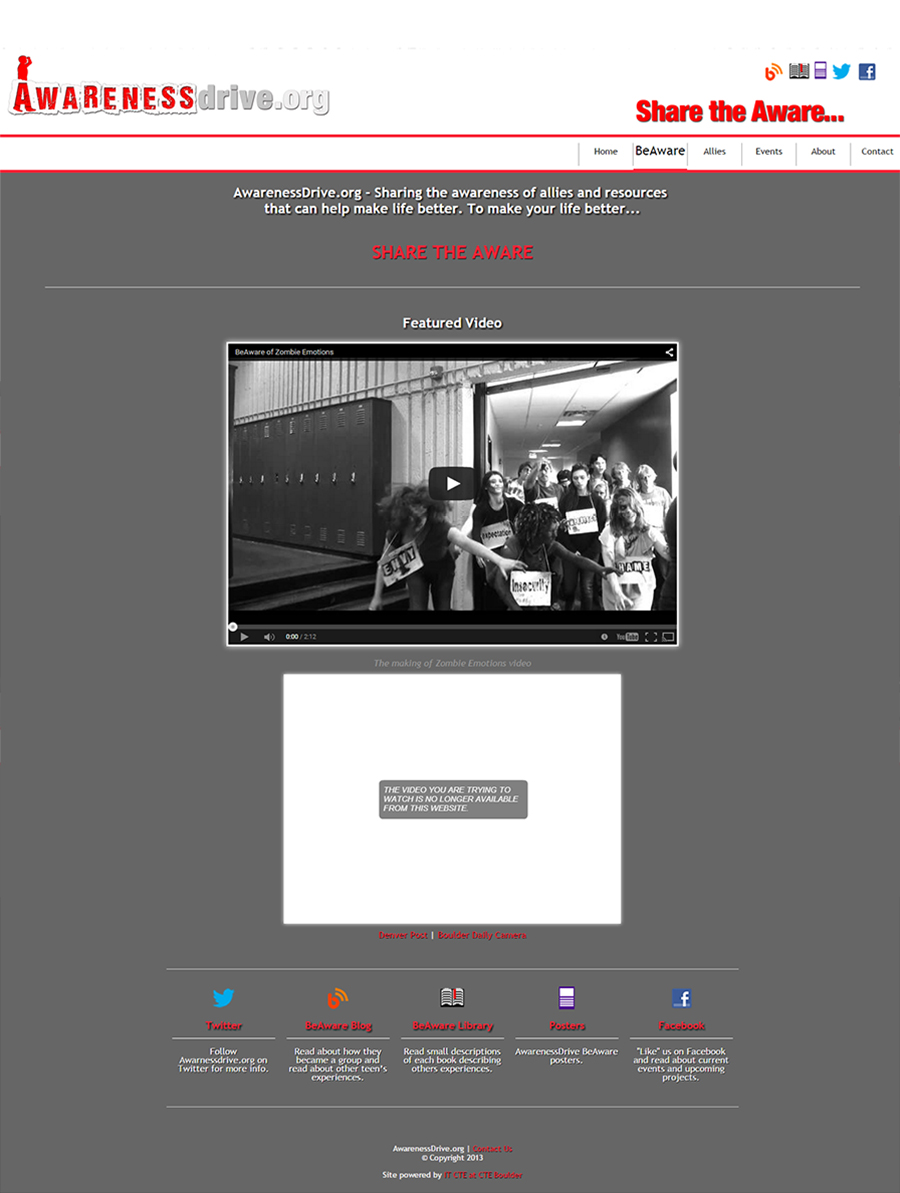 AWARENESSdrive.org
Share the Aware...
Home
BeAware
Allies
Events
About
Contact
AwarenessDrive.org - Sharing the awareness of allies and resources
that can help make life better. To make your life better...
SHARE THE AWARE
Featured Video
BeAware of Zombie Emotions
ENVY
expectation
Insecurity
HAME
0:00 / 2:12
YouTube
The making of Zombie Emotions video
THE VIDEO YOU ARE TRYING TO
WATCH IS NO LONGER AVAILABLE
FROM THIS WEBSITE.
Denver Post | Boulder Daily Camera
Twitter
Follow
Awarnessdrive.org on
Twitter for more info.
BeAware Blog
Read about how they
became a group and
read about other teen's
experiences.
BeAware Library
Read small descriptions
of each book describing
others experiences.
Posters
AwarenessDrive BeAware
posters.
Facebook
"Like" us on Facebook
and read about current
events and upcoming
projects.
AwarenessDrive.org | Contact Us
© Copyright 2013
Site powered by IT CTE at CTE Boulder